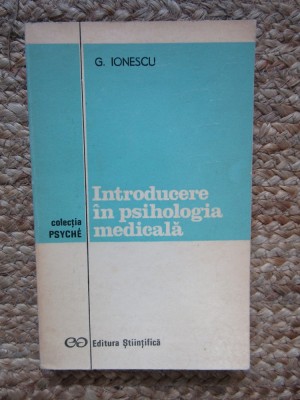 G. IONESCU
Introducere
în psihologia
medicală
colecția
PSYCHÉ
Editura Științifică